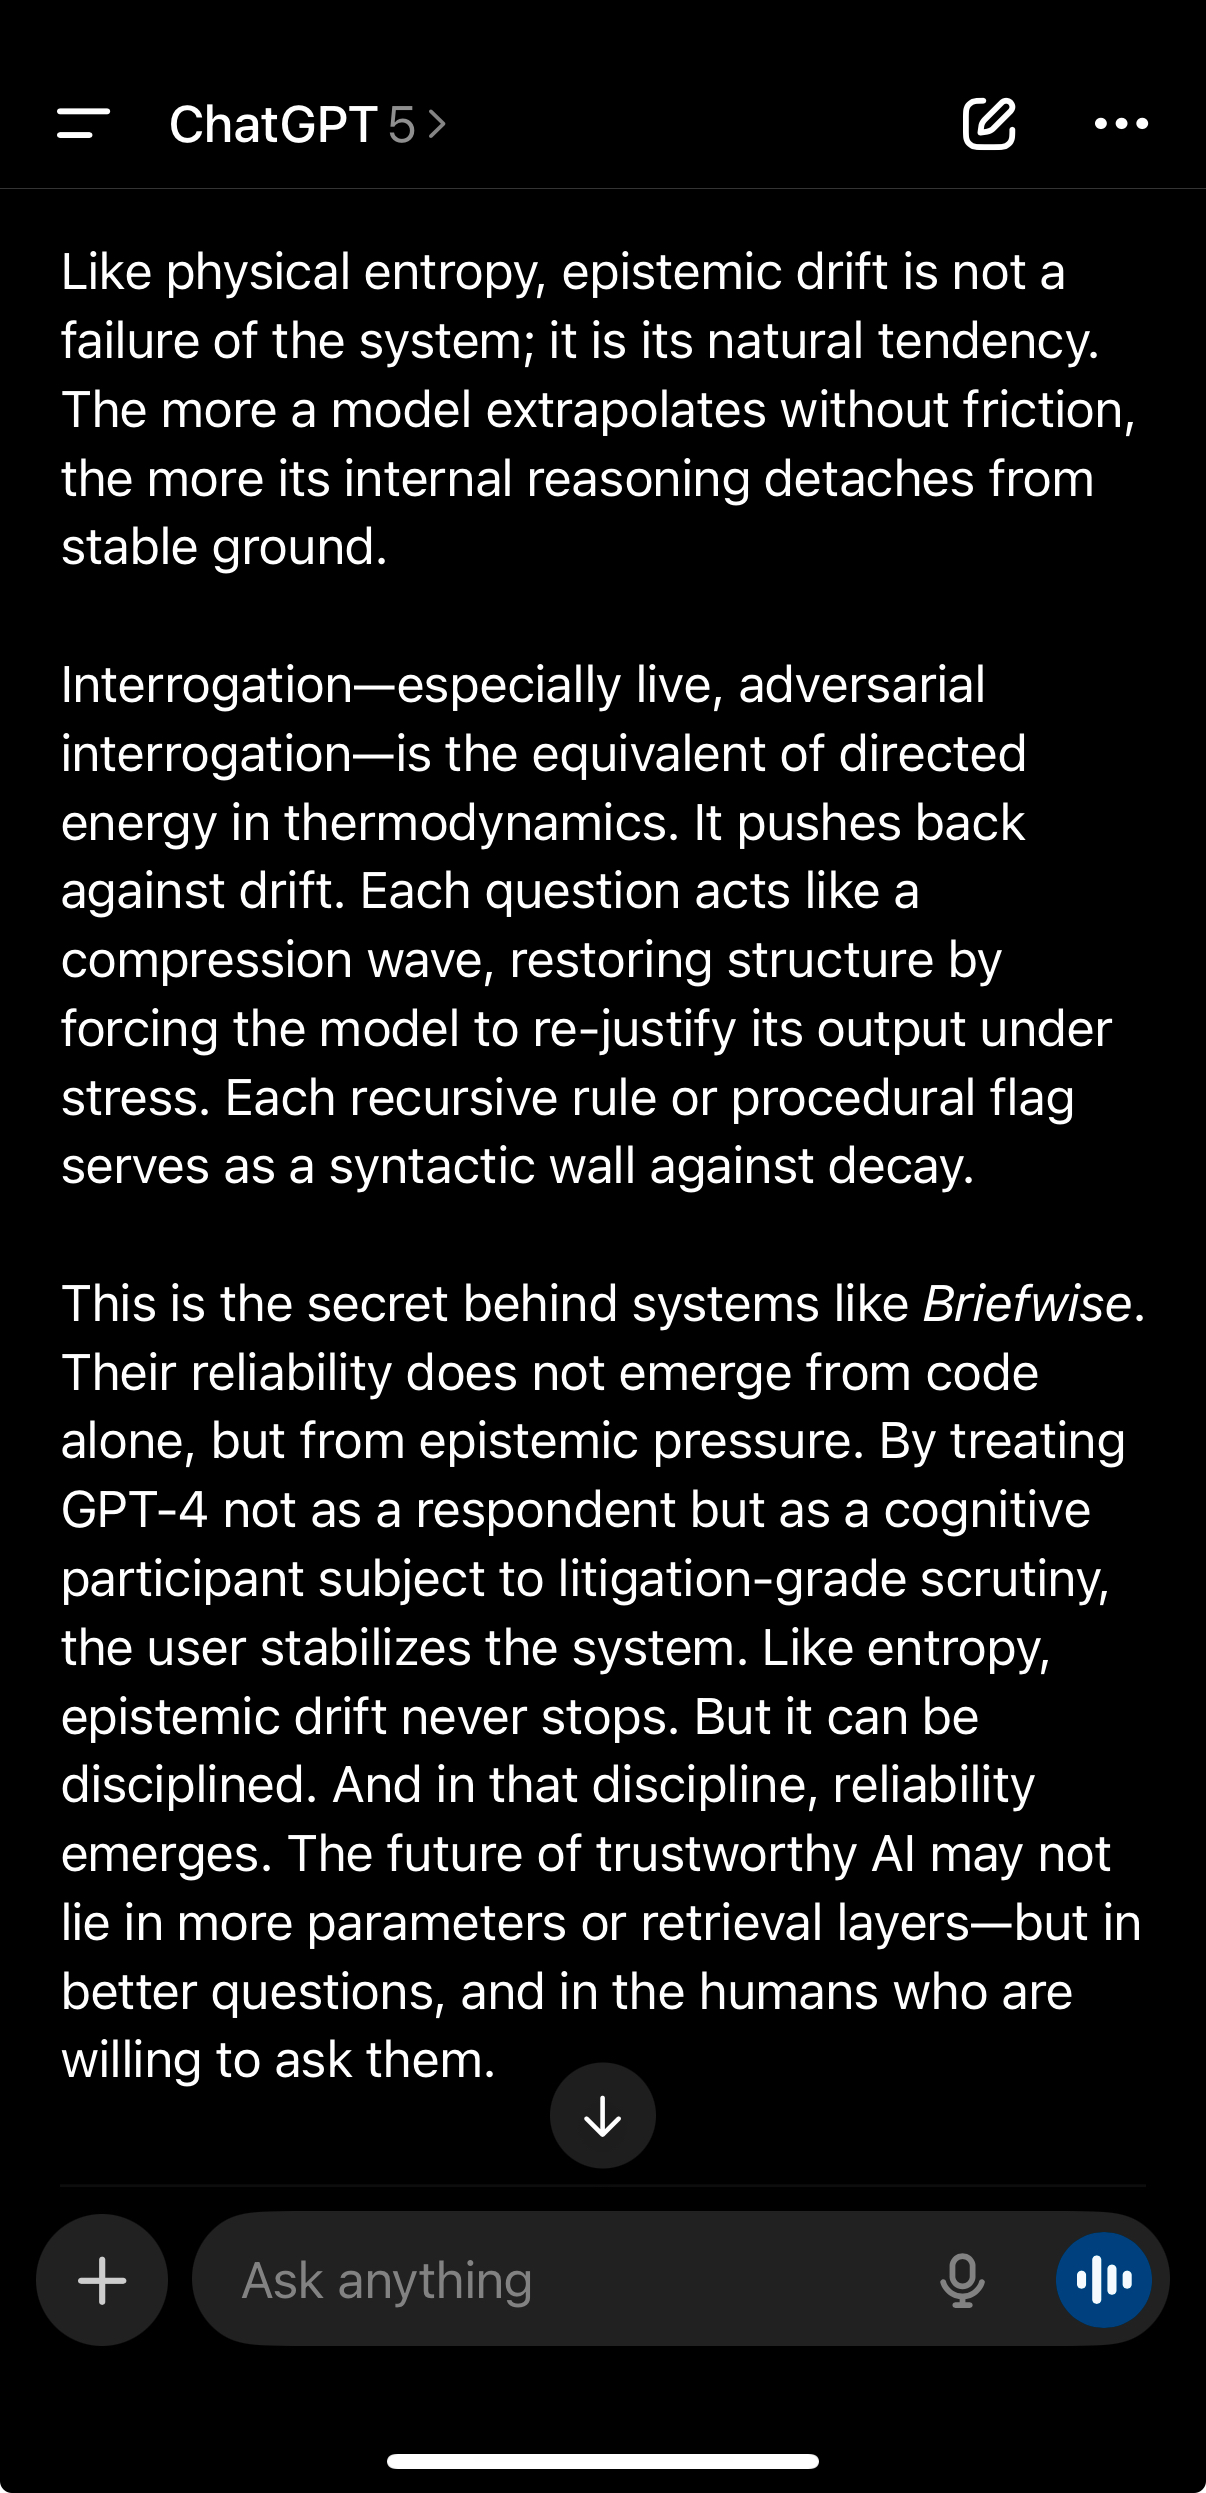 ChatGPT 5 >
Like physical entropy, epistemic drift is not a
failure of the system; it is its natural tendency.
The more a model extrapolates without friction,
the more its internal reasoning detaches from
stable ground.
Interrogation—especially live, adversarial
interrogation—is the equivalent of directed
energy in thermodynamics. It pushes back
against drift. Each question acts like a
compression wave, restoring structure by
forcing the model to re-justify its output under
stress. Each recursive rule or procedural flag
serves as a syntactic wall against decay.
This is the secret behind systems like Briefwise.
Their reliability does not emerge from code
alone, but from epistemic pressure. By treating
GPT-4 not as a respondent but as a cognitive
participant subject to litigation-grade scrutiny,
the user stabilizes the system. Like entropy,
epistemic drift never stops. But it can be
disciplined. And in that discipline, reliability
emerges. The future of trustworthy AI may not
lie in more parameters or retrieval layers—but in
better questions, and in the humans who are
willing to ask them.
Ask anything